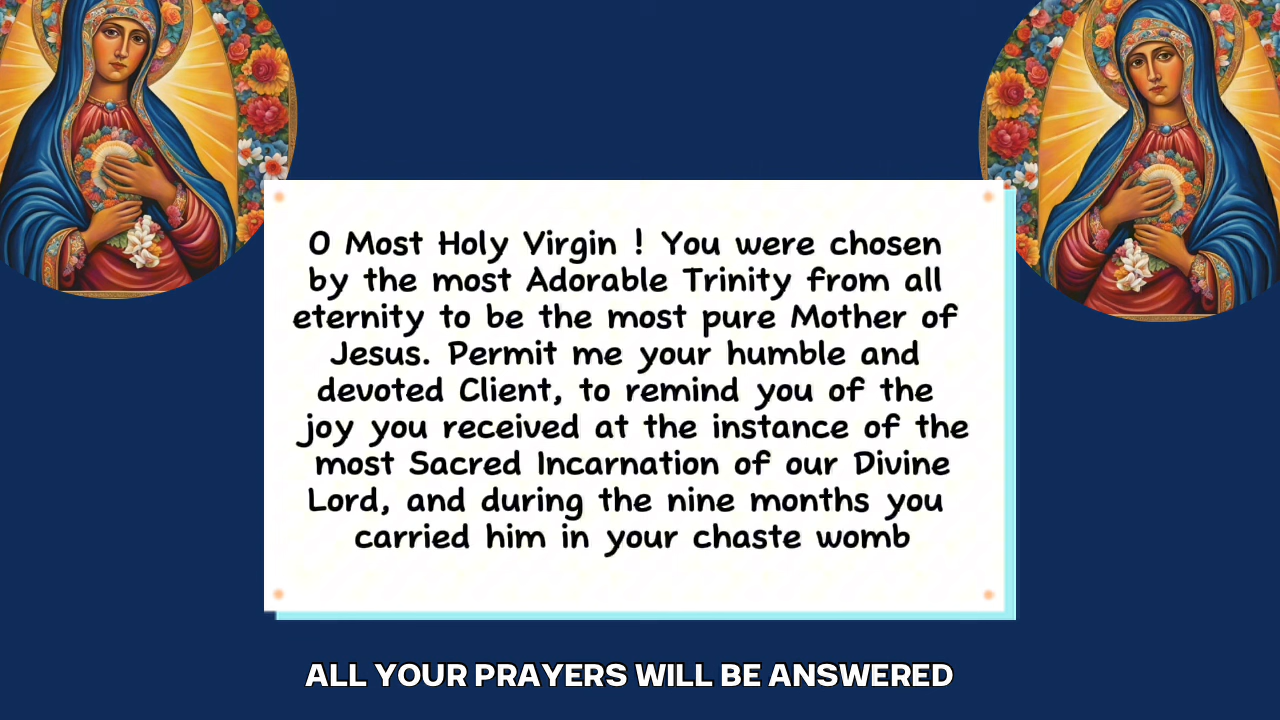 O Most Holy Virgin ! You were chosen
by the most Adorable Trinity from all
eternity to be the most pure Mother of
Jesus. Permit me your humble and
devoted Client, to remind you of the
joy you received at the instance of the
most Sacred Incarnation of our Divine
Lord, and during the nine months you
carried him in your chaste womb
ALL YOUR PRAYERS WILL BE ANSWERED